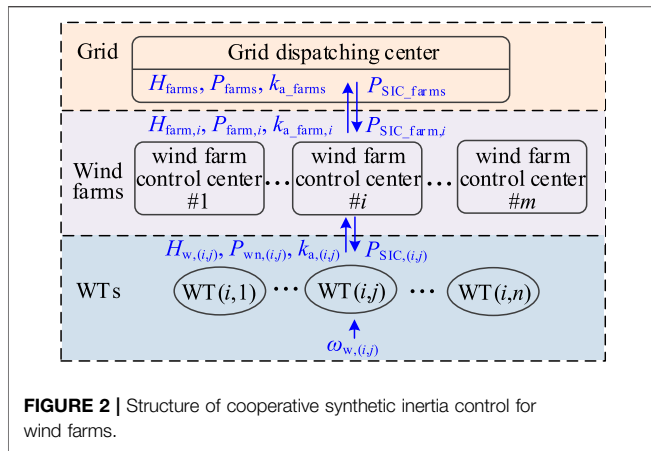 Grid
Grid dispatching center
H_farms, P_farms, k_a_farms
P_SIC_farms
H_farm,i, P_farm,i, k_a_farm,i
P_SIC_farm,i
Wind
farms
wind farm
control center
#1
...
wind farm
control center
#i
...
wind farm
control center
#m
H_w,(i,j), P_wn,(i,j), k_a,(i,j)
P_SIC,(i,j)
WTs
WT(i,1) ... WT(i,j) ... WT(i,n)
ω_w,(i,j)
FIGURE 2 | Structure of cooperative synthetic inertia control for
wind farms.